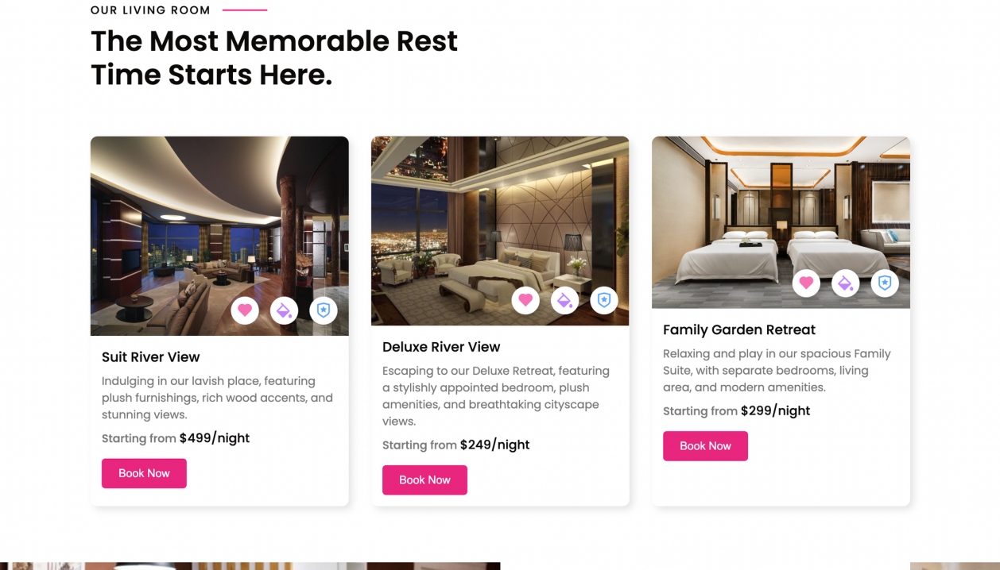 OUR LIVING ROOM
The Most Memorable Rest
Time Starts Here.
Suit River View
Indulging in our lavish place, featuring
plush furnishings, rich wood accents, and
stunning views.
Starting from $499/night
Book Now
Deluxe River View
Escaping to our Deluxe Retreat, featuring
a stylishly appointed bedroom, plush
amenities, and breathtaking cityscape
views.
Starting from $249/night
Book Now
Family Garden Retreat
Relaxing and play in our spacious Family
Suite, with separate bedrooms, living
area, and modern amenities.
Starting from $299/night
Book Now